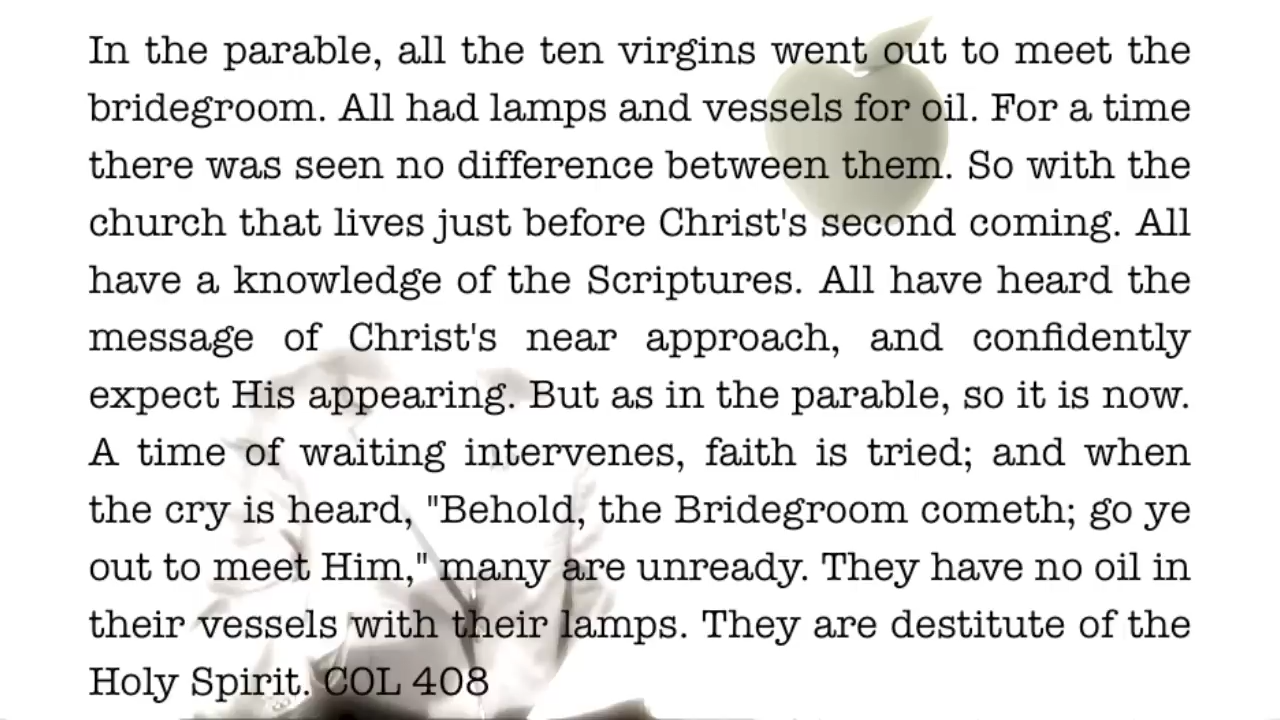 In the parable, all the ten virgins went out to meet the
bridegroom. All had lamps and vessels for oil. For a time
there was seen no difference between them. So with the
church that lives just before Christ's second coming. All
have a knowledge of the Scriptures. All have heard the
message of Christ's near approach, and confidently
expect His appearing. But as in the parable, so it is now.
A time of waiting intervenes, faith is tried; and when
the cry is heard, "Behold, the Bridegroom cometh; go ye
out to meet Him," many are unready. They have no oil in
their vessels with their lamps. They are destitute of the
Holy Spirit. COL 408